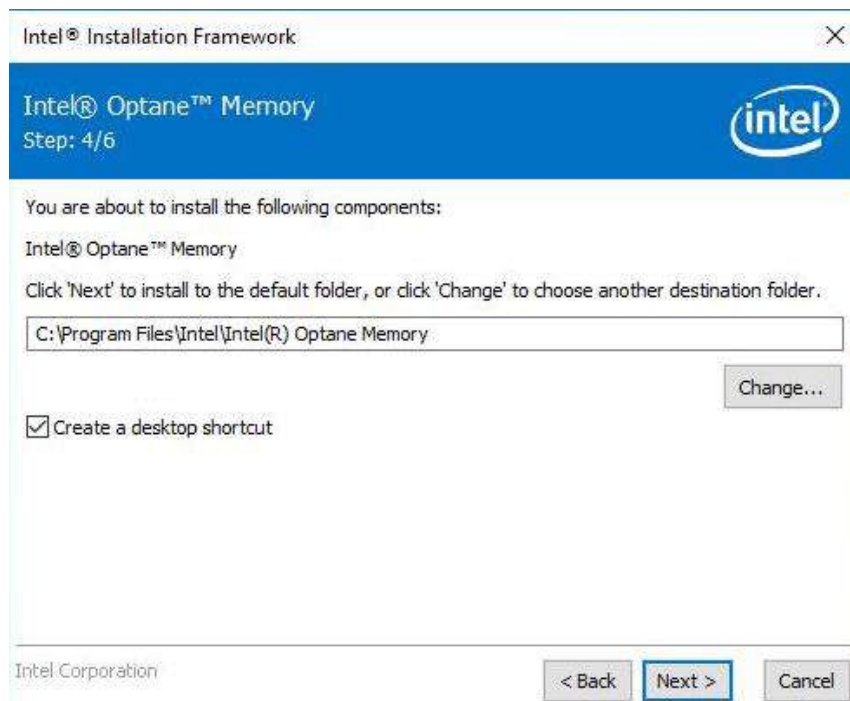 Intel® Installation Framework
Intel® Optane™ Memory
Step: 4/6
intel
You are about to install the following components:
Intel® Optane™ Memory
Click 'Next' to install to the default folder, or click 'Change' to choose another destination folder.
C:\Program Files\Intel\Intel(R) Optane Memory
Change...
Create a desktop shortcut
Intel Corporation
< Back
Next >
Cancel